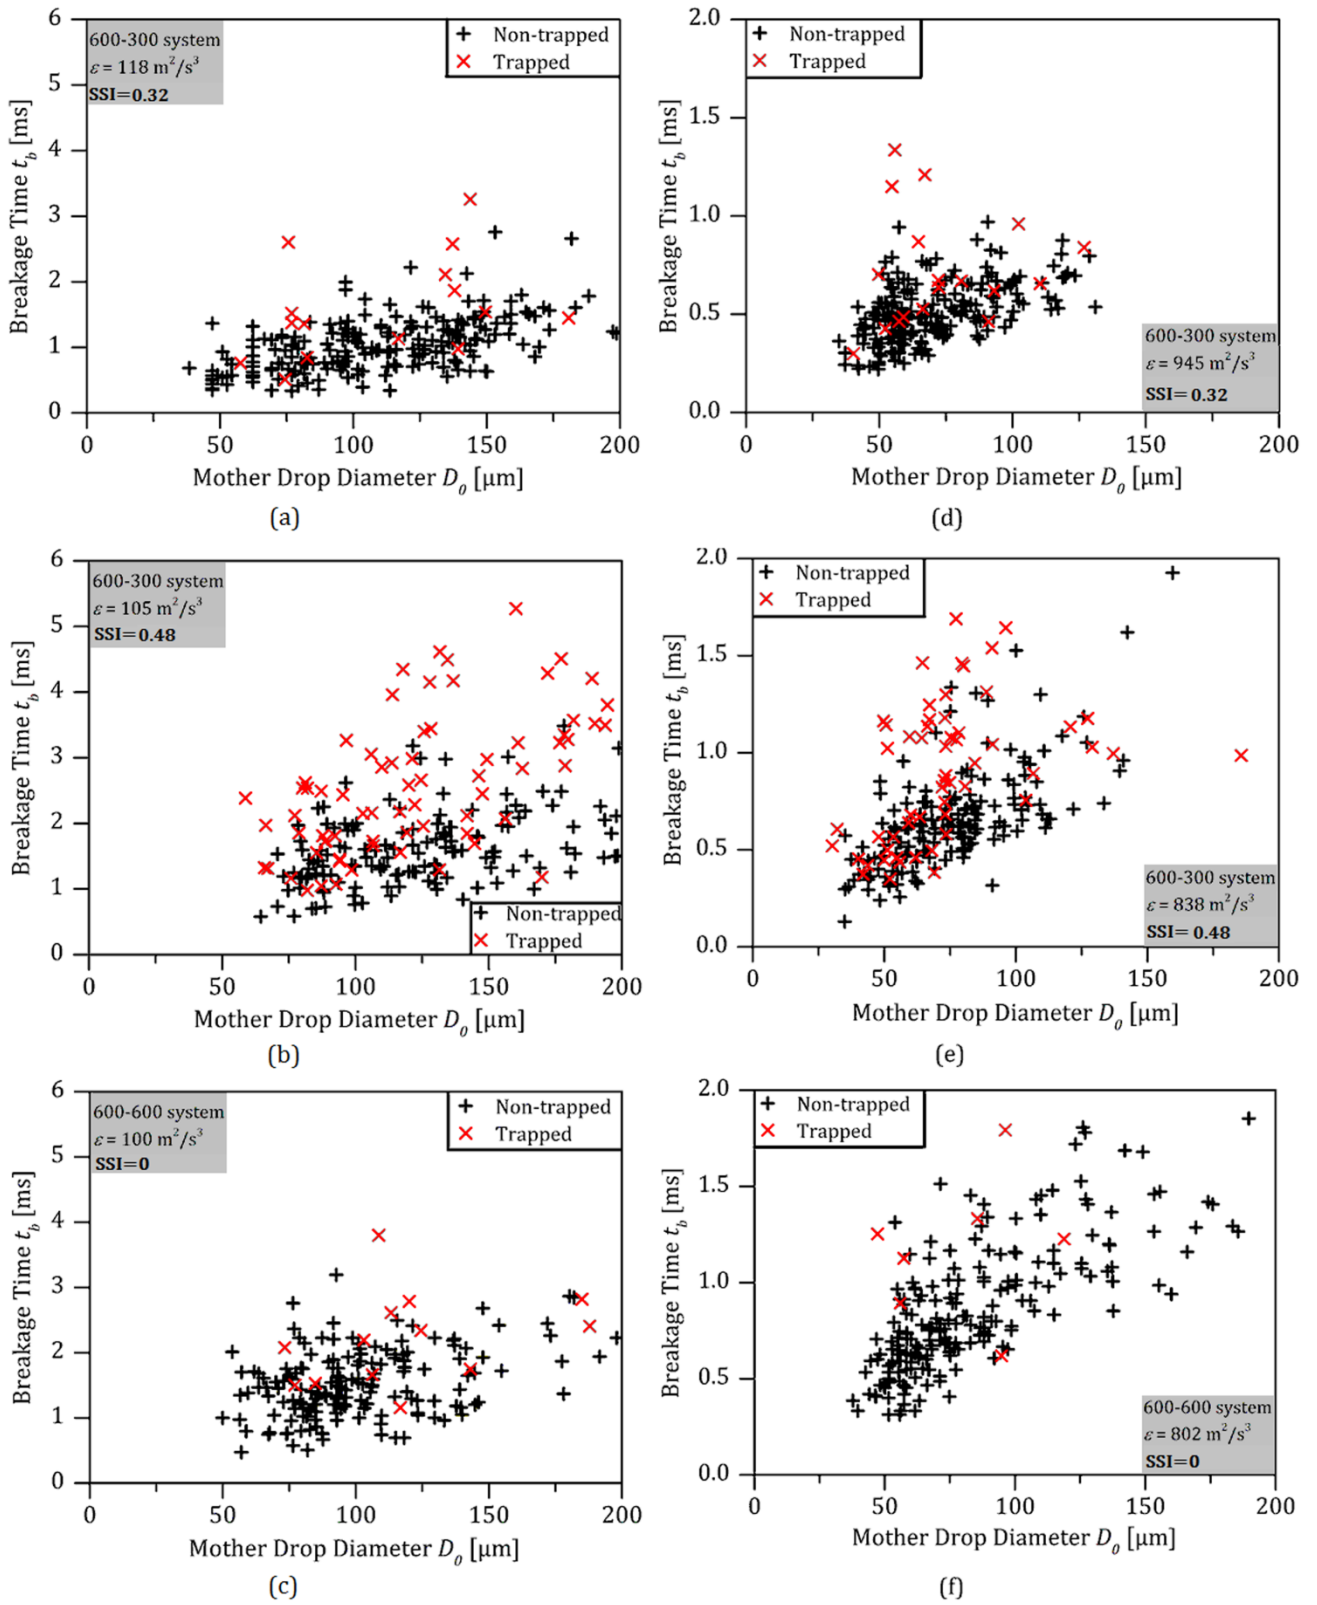 600-300 system
ε = 118 m²/s³
SSI=0.32
Non-trapped
Trapped
Breakage Time t_b [ms]
6
5
4
3
2
1
0
0 50 100 150 200
Mother Drop Diameter D_0 [μm]
(a)
Non-trapped
Trapped
Breakage Time t_b [ms]
2.0
1.5
1.0
0.5
0.0
600-300 system
ε = 945 m²/s³
SSI= 0.32
0 50 100 150 200
Mother Drop Diameter D_0 [μm]
(d)
600-300 system
ε = 105 m²/s³
SSI=0.48
Breakage Time t_b [ms]
6
5
4
3
2
1
0
Non-trapped
Trapped
0 50 100 150 200
Mother Drop Diameter D_0 [μm]
(b)
Non-trapped
Trapped
Breakage Time t_b [ms]
2.0
1.5
1.0
0.5
0.0
600-300 system
ε = 838 m²/s³
SSI= 0.48
0 50 100 150 200
Mother Drop Diameter D_0 [μm]
(e)
600-600 system
ε = 100 m²/s³
SSI=0
Non-trapped
Trapped
Breakage Time t_b [ms]
6
5
4
3
2
1
0
0 50 100 150 200
Mother Drop Diameter D_0 [μm]
(c)
Non-trapped
Trapped
Breakage Time t_b [ms]
2.0
1.5
1.0
0.5
0.0
600-600 system
ε = 802 m²/s³
SSI=0
0 50 100 150 200
Mother Drop Diameter D_0 [μm]
(f)